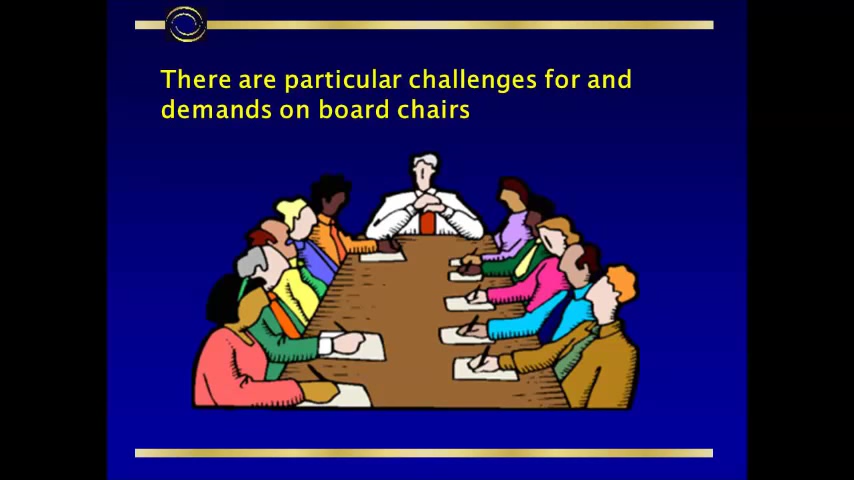 There are particular challenges for and
demands on board chairs